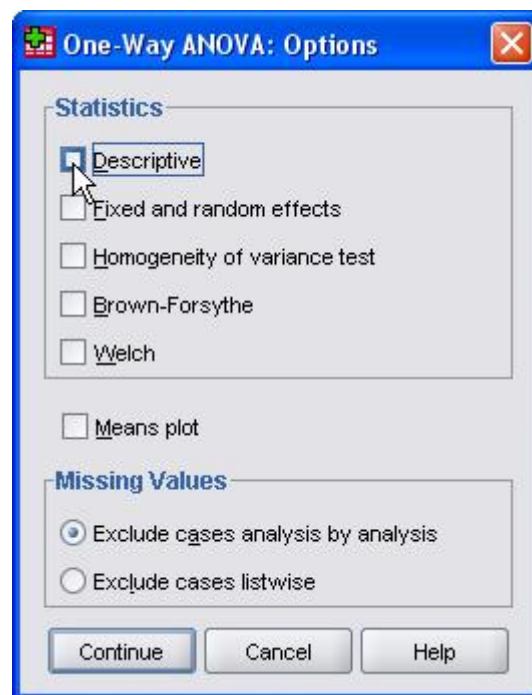 One-Way ANOVA: Options
Statistics
Descriptive
Fixed and random effects
Homogeneity of variance test
Brown-Forsythe
Welch
Means plot
Missing Values
Exclude cases analysis by analysis
Exclude cases listwise
Continue Cancel Help